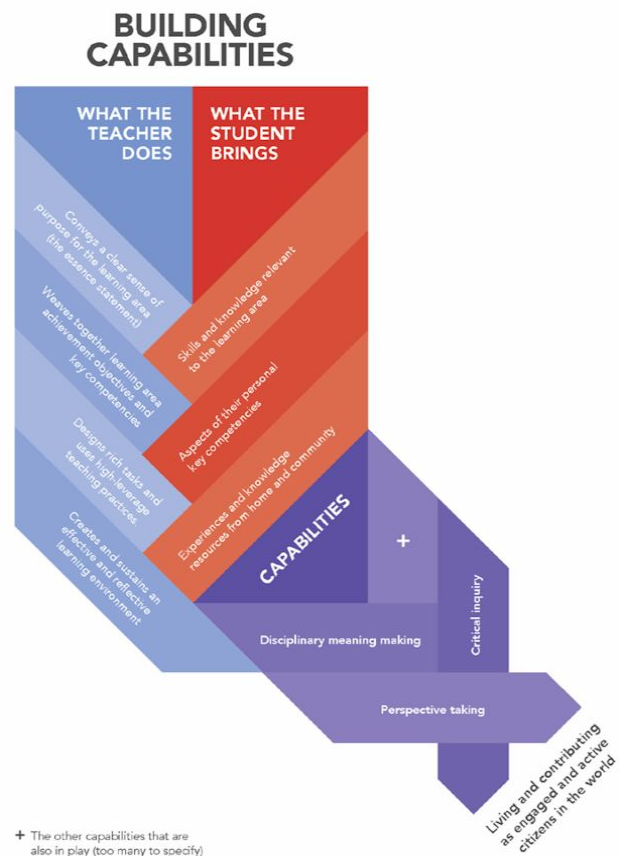 BUILDING
CAPABILITIES
WHAT THE
TEACHER
DOES
WHAT THE
STUDENT
BRINGS
Conveys a clear sense of
purpose for the learning area
(the essence statement)
Skills and knowledge relevant
to the learning area
Weaves together learning area
achievement objectives and
key competencies
Aspects of their personal
key competencies
Designs rich tasks and
uses high-leverage
teaching practices
Experiences and knowledge
resources from home and community
Creates and sustains an
effective and reflective
learning environment
CAPABILITIES
+
Critical inquiry
Disciplinary meaning making
Perspective taking
Living and contributing
as engaged and active
citizens in the world
+ The other capabilities that are
also in play (too many to specify)